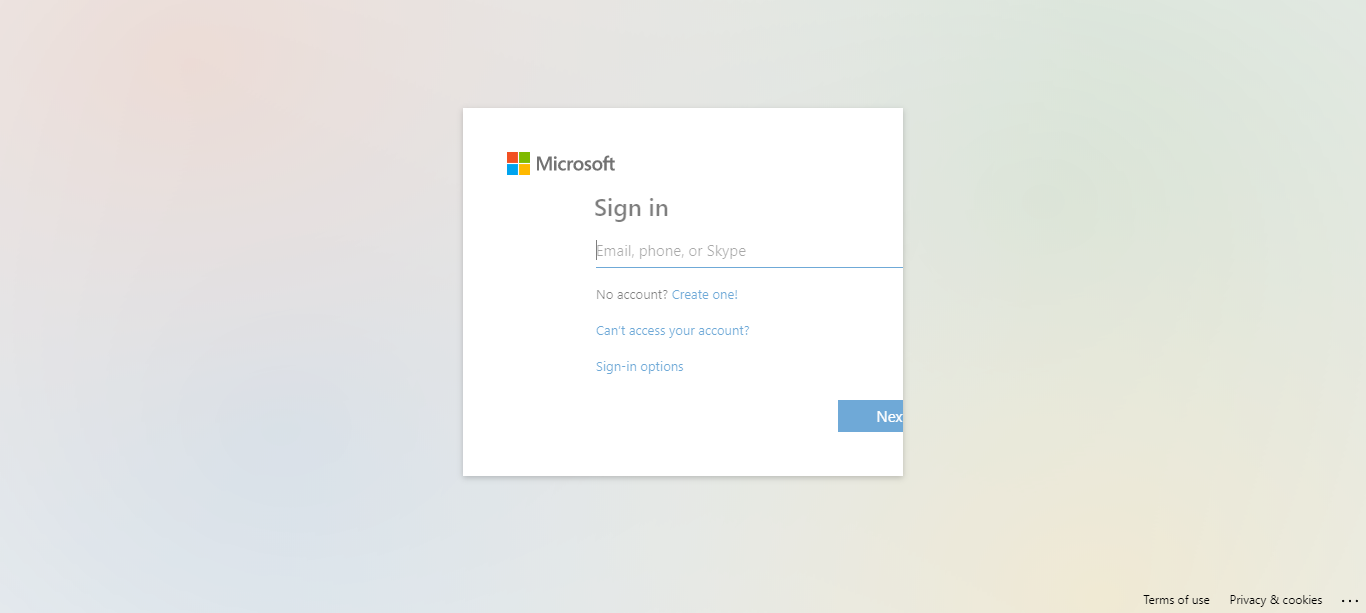 Microsoft
Sign in
Email, phone, or Skype
No account? Create one!
Can't access your account?
Sign-in options
Nex
Terms of use Privacy & cookies ...